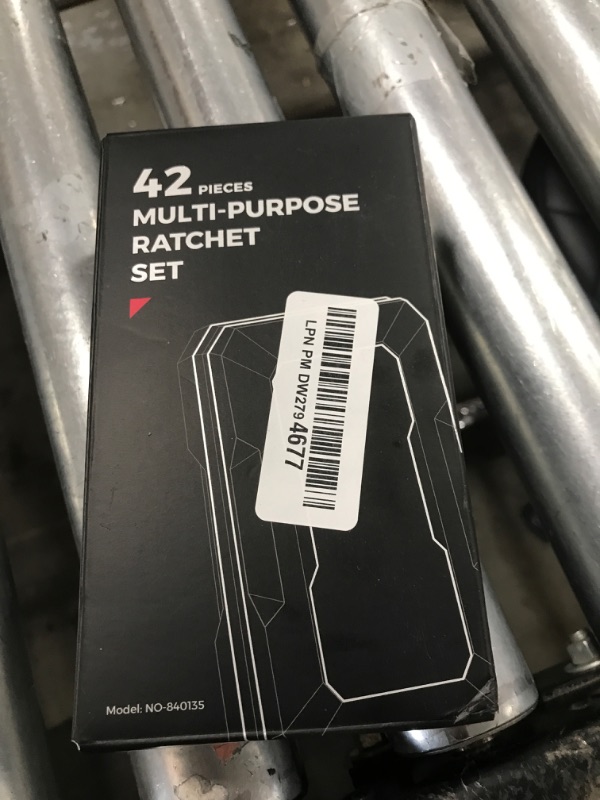 42 PIECES
MULTI-PURPOSE
RATCHET
SET
LPN PM DW279 4677
Model: NO-840135